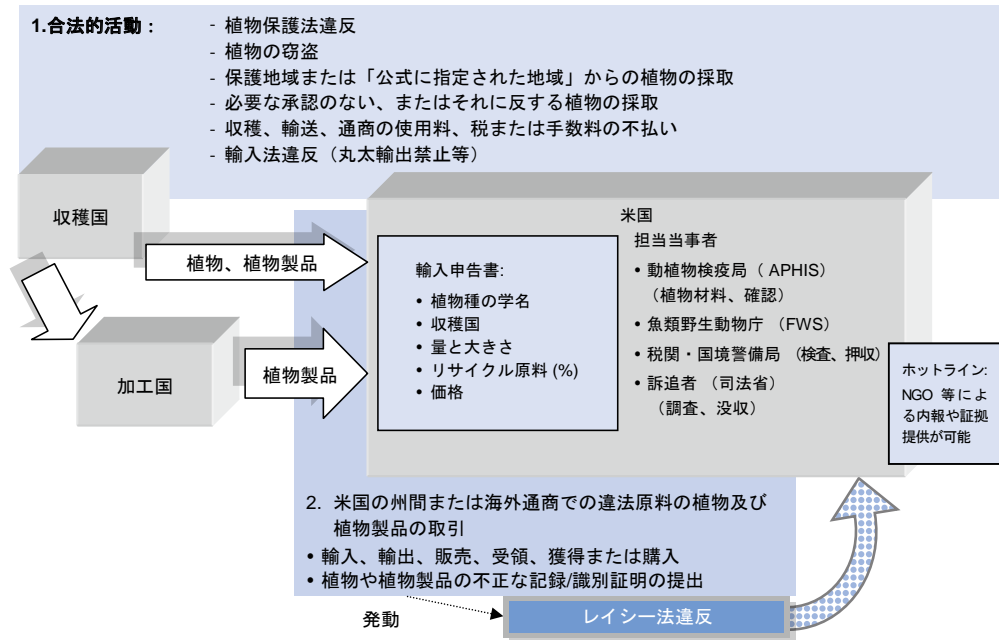 1.合法的活動：
- 植物保護法違反
- 植物の窃盗
- 保護地域または「公式に指定された地域」からの植物の採取
- 必要な承認のない、またはそれに反する植物の採取
- 収穫、輸送、通商の使用料、税または手数料の不払い
- 輸入法違反（丸太輸出禁止等）
収穫国
植物、植物製品
加工国
植物製品
米国
輸入申告書:
• 植物種の学名
• 収穫国
• 量と大きさ
• リサイクル原料 (%)
• 価格
担当当事者
• 動植物検疫局（ APHIS）
（植物材料、確認）
• 魚類野生動物庁 （FWS）
• 税関・国境警備局 （検査、押収）
• 訴追者 （司法省）
（調査、没収）
ホットライン:
NGO 等によ
る内報や証拠
提供が可能
2. 米国の州間または海外通商での違法原料の植物及び
植物製品の取引
• 輸入、輸出、販売、受領、獲得または購入
• 植物や植物製品の不正な記録/識別証明の提出
発動
レイシー法違反